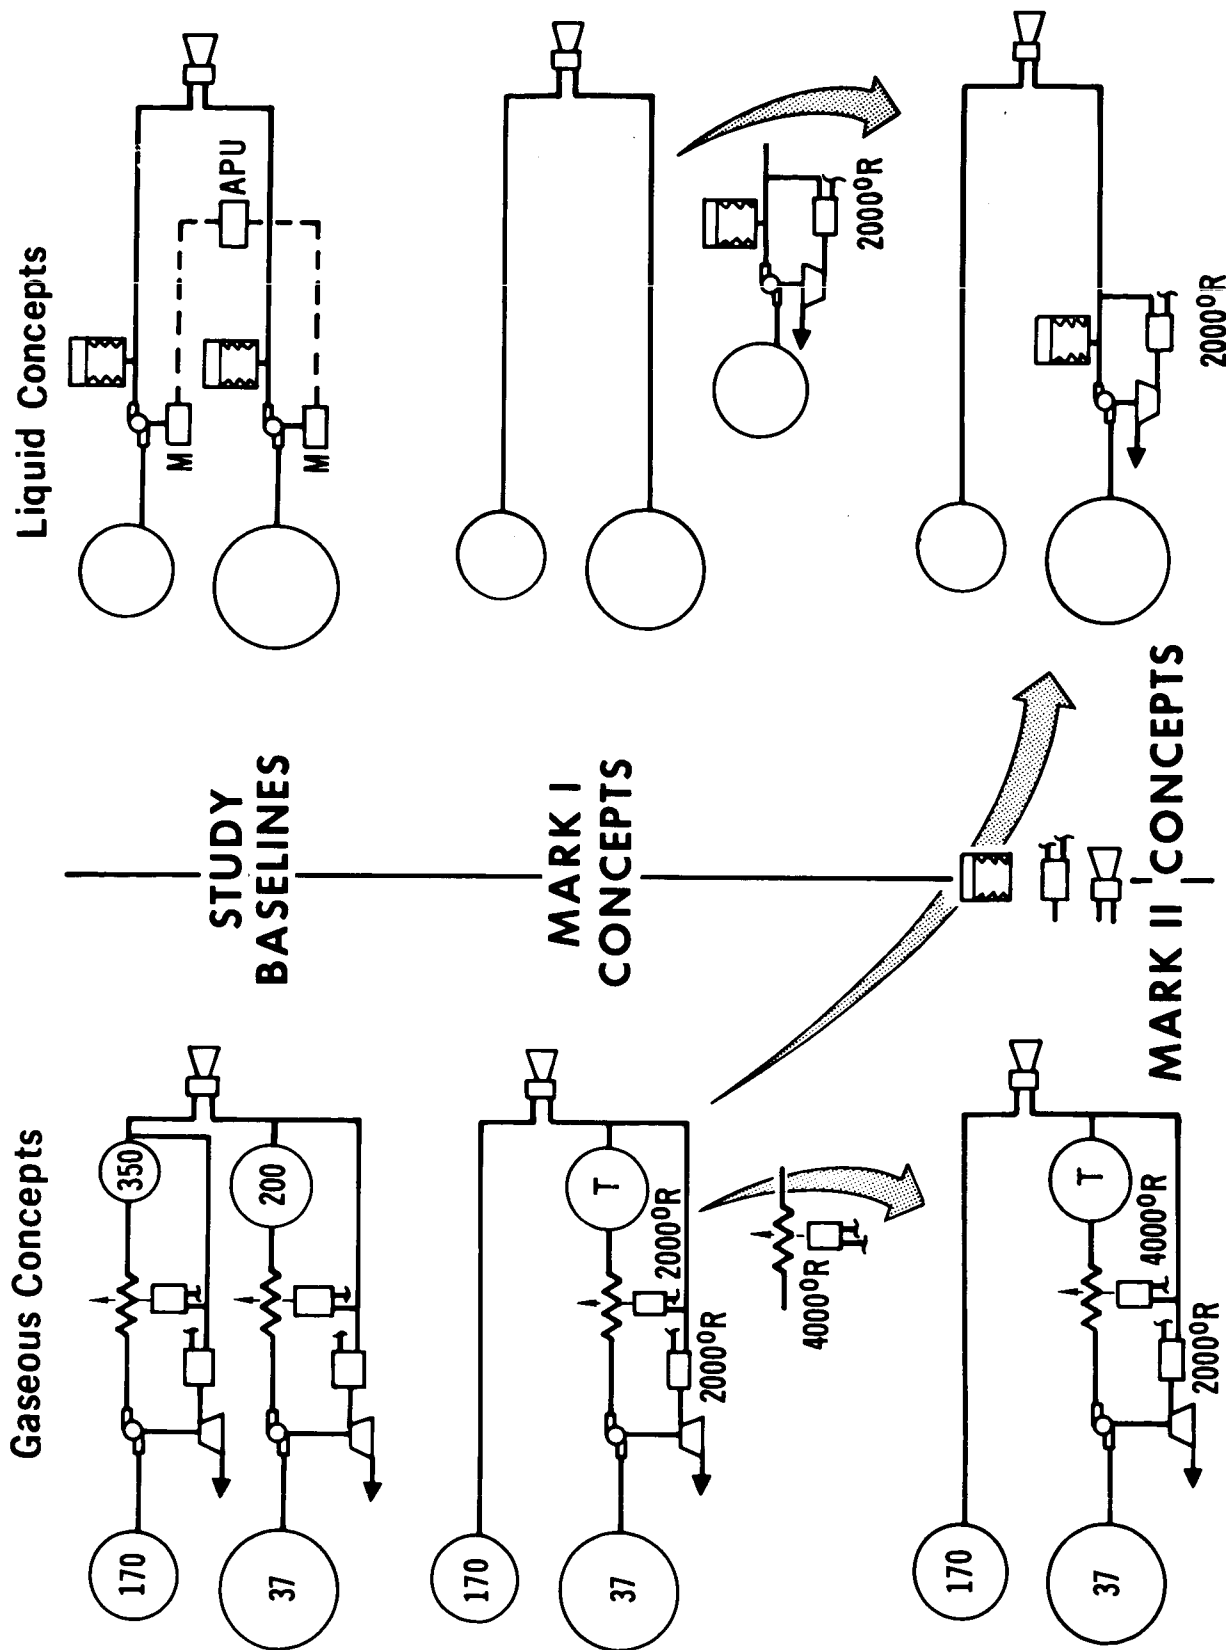 Gaseous Concepts
Liquid Concepts
170
350
37
200
STUDY
BASELINES
M
APU
M
170
37
T
2000°R
2000°R
4000°R
MARK I
CONCEPTS
2000°R
170
37
T
4000°R
2000°R
MARK II CONCEPTS
2000°R